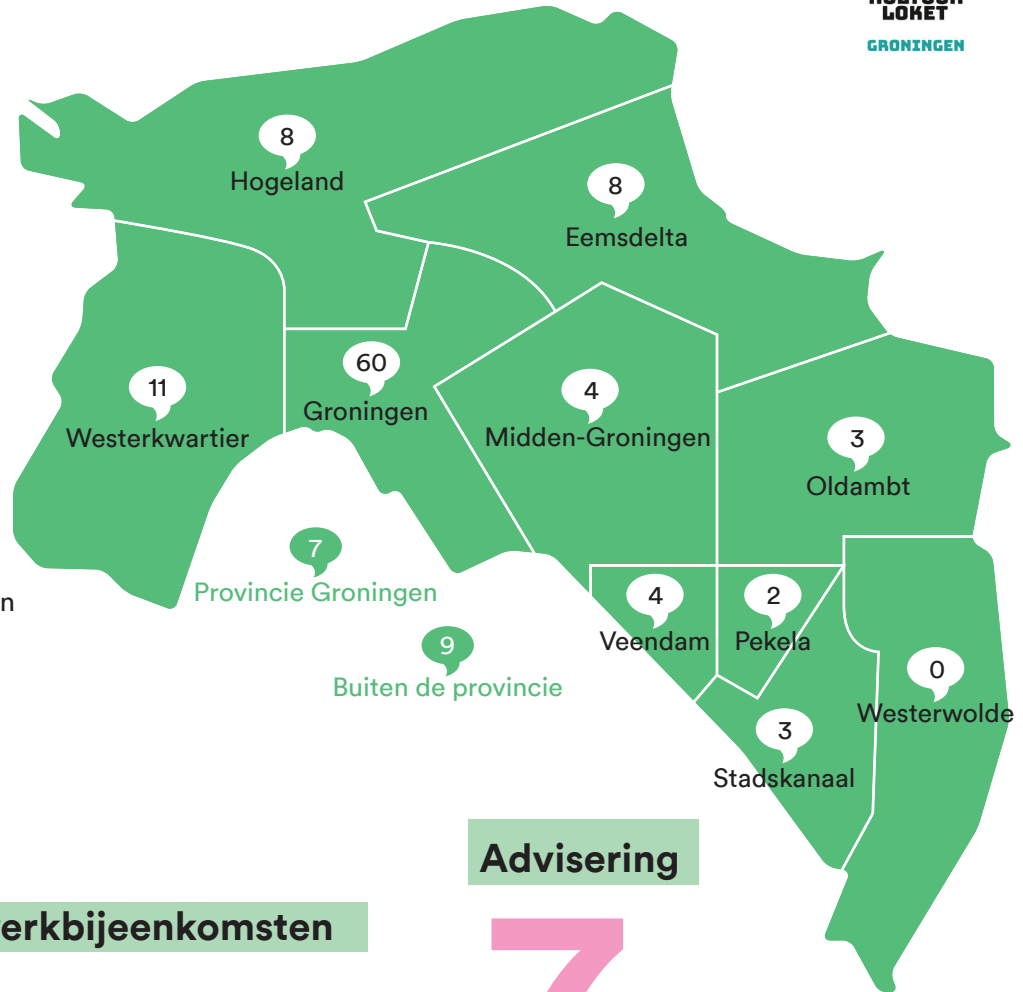 LOKET
GRONINGEN
8
Hogeland
8
Eemsdelta
60
Groningen
11
Westerkwartier
4
Midden-Groningen
3
Oldambt
7
Provincie Groningen
n
4
Veendam
2
Pekela
9
Buiten de provincie
0
Westerwolde
3
Stadskanaal
Advisering
erkbijeenkomsten
7